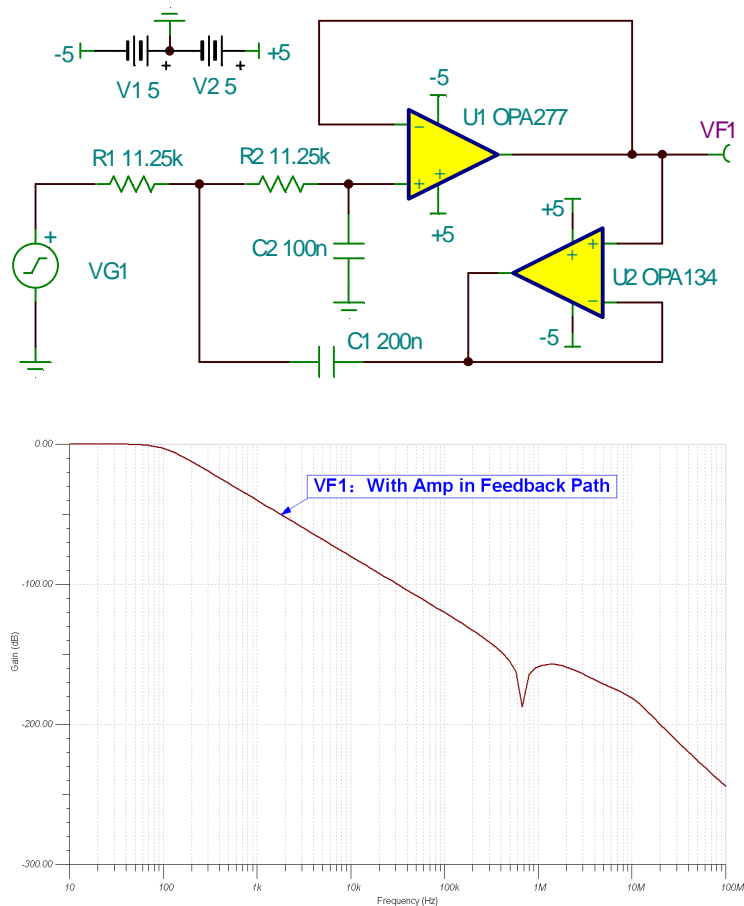 -5
+5
V1 5
V2 5
+
+
-5
U1 OPA277
VF1
R1 11.25k
R2 11.25k
−
+
+
+5
C2 100n
+
VG1
+5
+
+
−
U2 OPA134
-5
C1 200n
0.00
VF1: With Amp in Feedback Path
-100.00
Gain (dB)
-200.00
-300.00
10
100
1k
10k
100k
1M
10M
100M
Frequency (Hz)